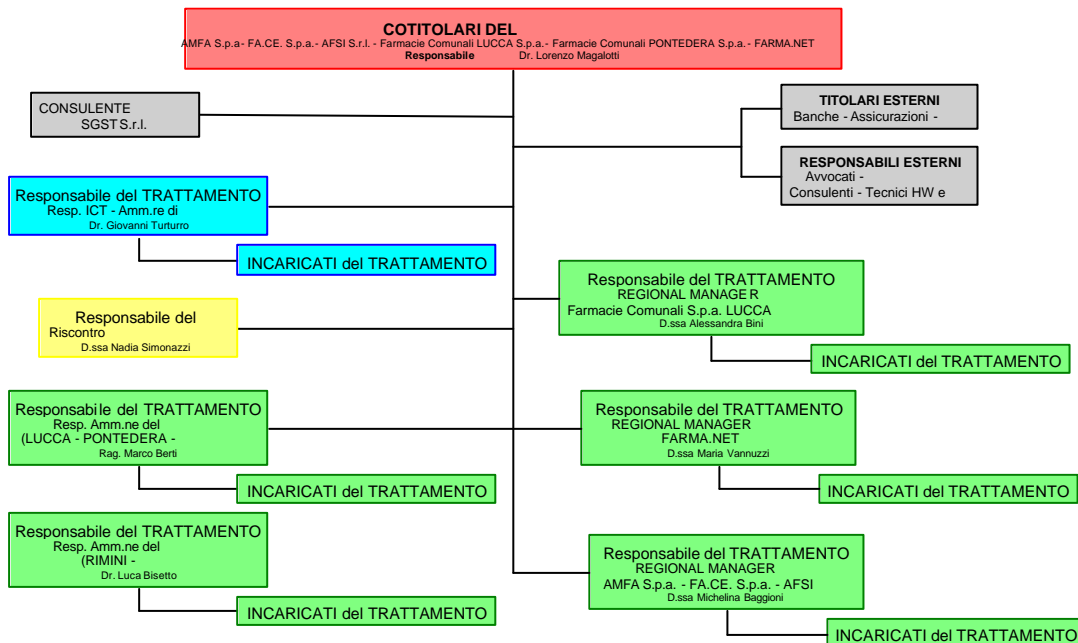 COTITOLARI DEL
AMFA S.p.a- FA.CE. S.p.a.- AFSI S.r.l. - Farmacie Comunali LUCCA S.p.a.- Farmacie Comunali PONTEDERA S.p.a.- FARMA.NET
Responsabile Dr. Lorenzo Magalotti
CONSULENTE
SGST S.r.l.
TITOLARI ESTERNI
Banche - Assicurazioni -
RESPONSABILI ESTERNI
Avvocati -
Consulenti - Tecnici HW e
Responsabile del TRATTAMENTO
Resp. ICT - Amm.re di
Dr. Giovanni Turturro
INCARICATI del TRATTAMENTO
Responsabile del TRATTAMENTO
REGIONAL MANAGER
Farmacie Comunali S.p.a. LUCCA
D.ssa Alessandra Bini
INCARICATI del TRATTAMENTO
Responsabile del
Riscontro
D.ssa Nadia Simonazzi
Responsabile del TRATTAMENTO
Resp. Amm.ne del
(LUCCA - PONTEDERA -
Rag. Marco Berti
INCARICATI del TRATTAMENTO
Responsabile del TRATTAMENTO
REGIONAL MANAGER
FARMA.NET
D.ssa Maria Vannuzzi
INCARICATI del TRATTAMENTO
Responsabile del TRATTAMENTO
Resp. Amm.ne del
(RIMINI -
Dr. Luca Bisetto
INCARICATI del TRATTAMENTO
Responsabile del TRATTAMENTO
REGIONAL MANAGER
AMFA S.p.a. - FA.CE. S.p.a. - AFSI
D.ssa Michelina Baggioni
INCARICATI del TRATTAMENTO